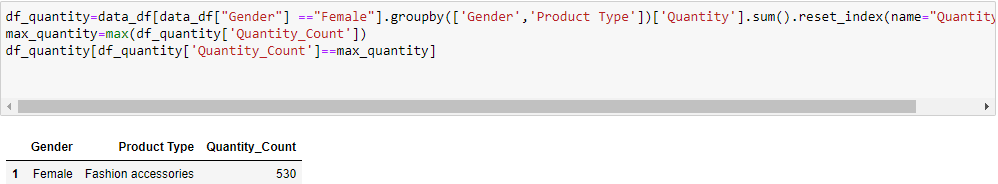 df_quantity=data_df[data_df["Gender"] =="Female"].groupby(['Gender','Product Type'])['Quantity'].sum().reset_index(name="Quantity
max_quantity=max(df_quantity['Quantity_Count'])
df_quantity[df_quantity['Quantity_Count']==max_quantity]
Gender Product Type Quantity_Count
1 Female Fashion accessories 530